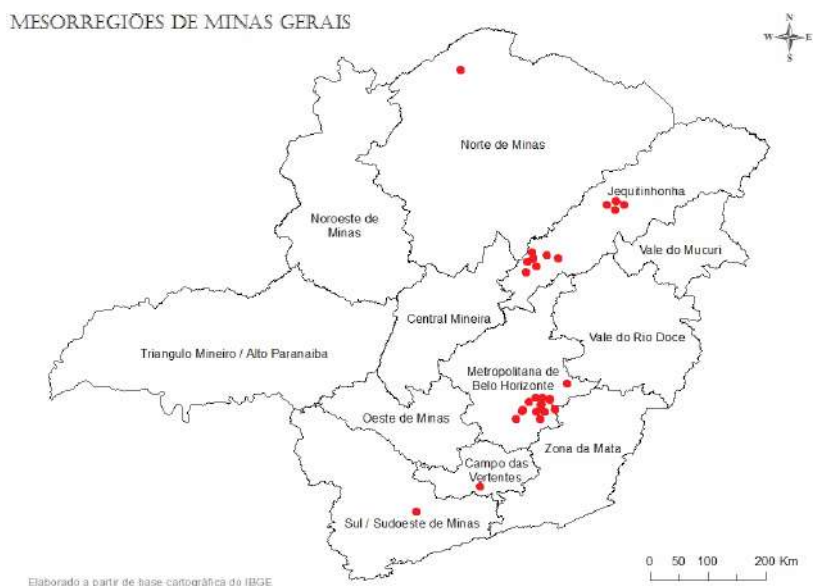 MESORREGIÕES DE MINAS GERAIS
N
W E
S
Norte de Minas
Jequitinhonha
Noroeste de
Minas
Vale do Mucuri
Central Mineira
Vale do Rio Doce
Triangulo Mineiro / Alto Paranaiba
Metropolitana de
Belo Horizonte
Oeste de Minas
Zona da Mata
Campo das
Vertentes
Sul / Sudoeste de Minas
0 50 100 200 Km
Elaborado a partir de base cartográfica do IBGE